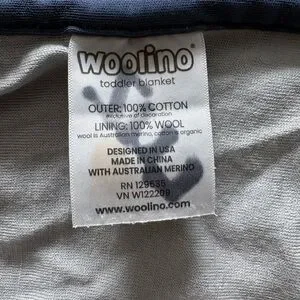 woolino
toddler blanket
OUTER: 100% COTTON
exclusive of decoration
LINING: 100% WOOL
wool is Australian merino, cotton is organic
DESIGNED IN USA
MADE IN CHINA
WITH AUSTRALIAN MERINO
RN 129535
VN W122209
www.woolino.com